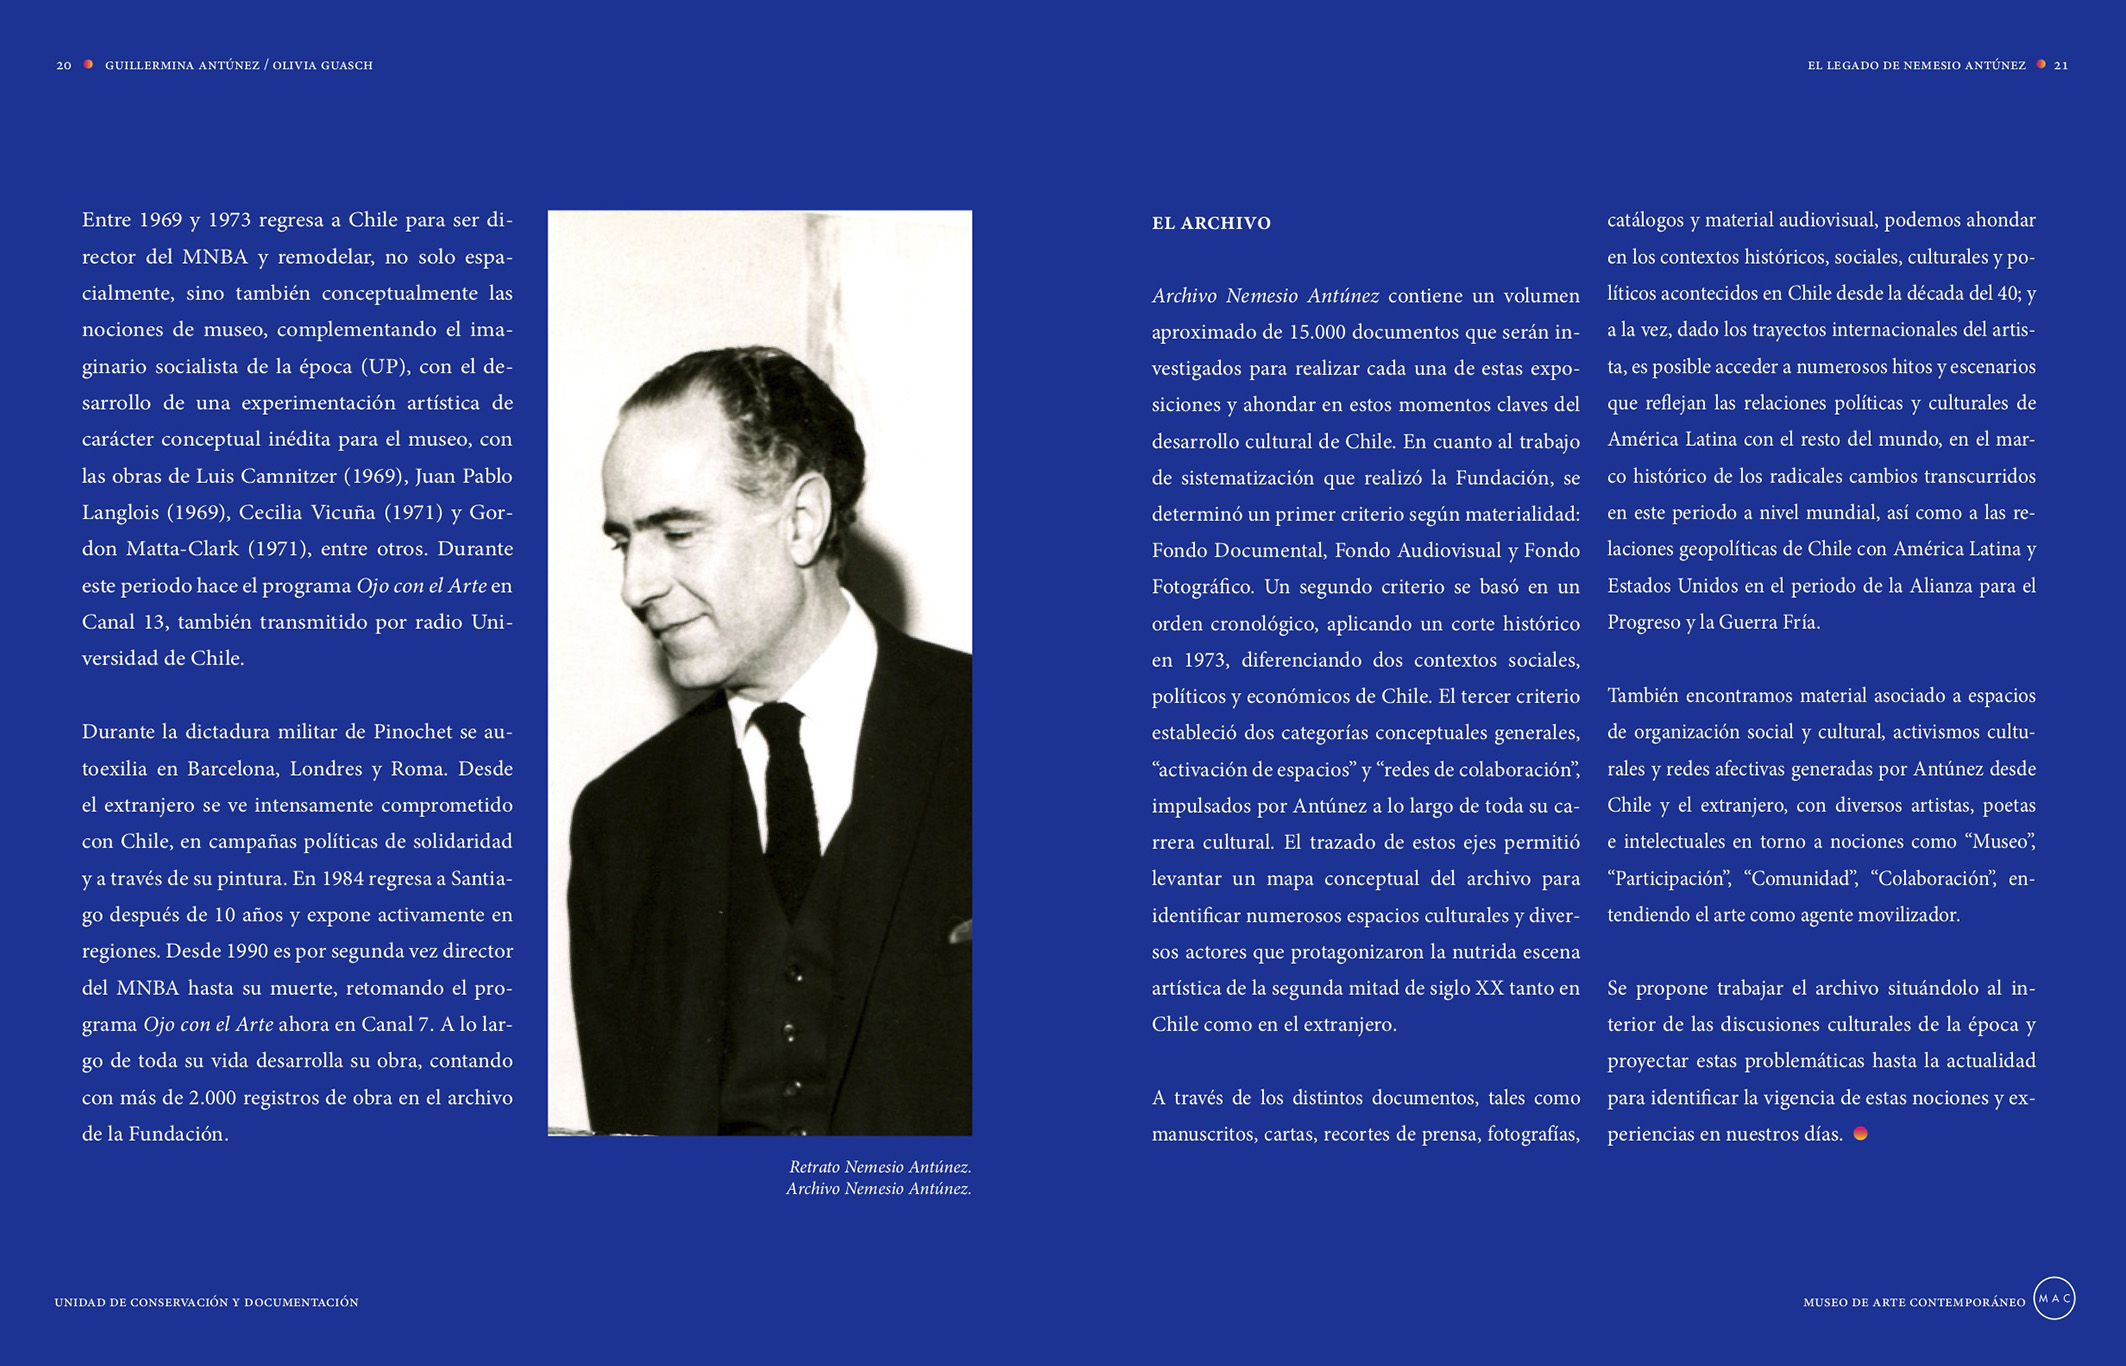 20 GUILLERMINA ANTÚNEZ / OLIVIA GUASCH
EL LEGADO DE NEMESIO ANTÚNEZ 21
Entre 1969 y 1973 regresa a Chile para ser di-
rector del MNBA y remodelar, no solo espa-
cialmente, sino también conceptualmente las
nociones de museo, complementando el ima-
ginario socialista de la época (UP), con el de-
sarrollo de una experimentación artística de
carácter conceptual inédita para el museo, con
las obras de Luis Camnitzer (1969), Juan Pablo
Langlois (1969), Cecilia Vicuña (1971) y Gor-
don Matta-Clark (1971), entre otros. Durante
este periodo hace el programa Ojo con el Arte en
Canal 13, también transmitido por radio Uni-
versidad de Chile.
Durante la dictadura militar de Pinochet se au-
toexilia en Barcelona, Londres y Roma. Desde
el extranjero se ve intensamente comprometido
con Chile, en campañas políticas de solidaridad
y a través de su pintura. En 1984 regresa a Santia-
go después de 10 años y expone activamente en
regiones. Desde 1990 es por segunda vez director
del MNBA hasta su muerte, retomando el pro-
grama Ojo con el Arte ahora en Canal 7. A lo lar-
go de toda su vida desarrolla su obra, contando
con más de 2.000 registros de obra en el archivo
de la Fundación.
Retrato Nemesio Antúnez.
Archivo Nemesio Antúnez.
EL ARCHIVO
Archivo Nemesio Antúnez contiene un volumen
aproximado de 15.000 documentos que serán in-
vestigados para realizar cada una de estas expo-
siciones y ahondar en estos momentos claves del
desarrollo cultural de Chile. En cuanto al trabajo
de sistematización que realizó la Fundación, se
determinó un primer criterio según materialidad:
Fondo Documental, Fondo Audiovisual y Fondo
Fotográfico. Un segundo criterio se basó en un
orden cronológico, aplicando un corte histórico
en 1973, diferenciando dos contextos sociales,
políticos y económicos de Chile. El tercer criterio
estableció dos categorías conceptuales generales,
“activación de espacios” y “redes de colaboración”,
impulsados por Antúnez a lo largo de toda su ca-
rrera cultural. El trazado de estos ejes permitió
levantar un mapa conceptual del archivo para
identificar numerosos espacios culturales y diver-
sos actores que protagonizaron la nutrida escena
artística de la segunda mitad de siglo XX tanto en
Chile como en el extranjero.
A través de los distintos documentos, tales como
manuscritos, cartas, recortes de prensa, fotografías,
catálogos y material audiovisual, podemos ahondar
en los contextos históricos, sociales, culturales y po-
líticos acontecidos en Chile desde la década del 40; y
a la vez, dado los trayectos internacionales del artis-
ta, es posible acceder a numerosos hitos y escenarios
que reflejan las relaciones políticas y culturales de
América Latina con el resto del mundo, en el mar-
co histórico de los radicales cambios transcurridos
en este periodo a nivel mundial, así como a las re-
laciones geopolíticas de Chile con América Latina y
Estados Unidos en el periodo de la Alianza para el
Progreso y la Guerra Fría.
También encontramos material asociado a espacios
de organización social y cultural, activismos cultu-
rales y redes afectivas generadas por Antúnez desde
Chile y el extranjero, con diversos artistas, poetas
e intelectuales en torno a nociones como “Museo”,
“Participación”, “Comunidad”, “Colaboración”, en-
tendiendo el arte como agente movilizador.
Se propone trabajar el archivo situándolo al in-
terior de las discusiones culturales de la época y
proyectar estas problemáticas hasta la actualidad
para identificar la vigencia de estas nociones y ex-
periencias en nuestros días.
UNIDAD DE CONSERVACIÓN Y DOCUMENTACIÓN
MUSEO DE ARTE CONTEMPORÁNEO MAC